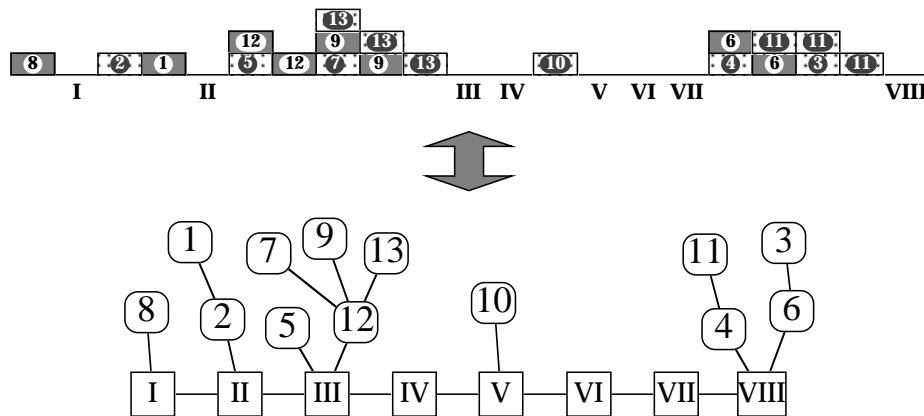 13
12 9 13 6 11 11
8 2 1 5 12 7 9 13 10 4 6 3 11
I II III IV V VI VII VIII
1 7 9 13 11 3
8 2 5 12 10 4 6
I II III IV V VI VII VIII